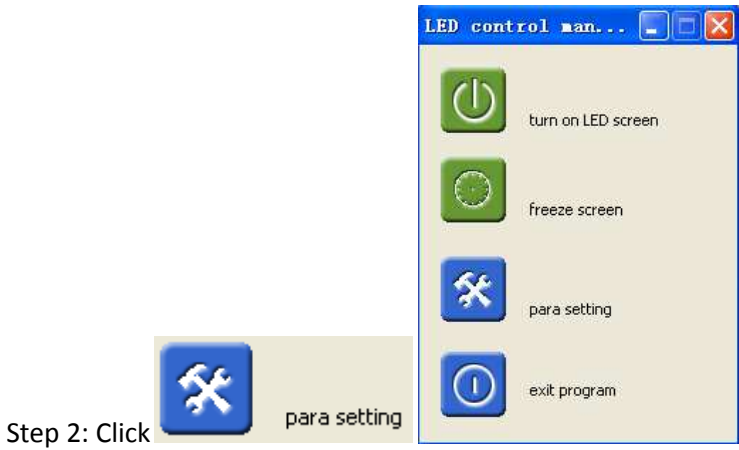 LED control man...
turn on LED screen
freeze screen
para setting
exit program
Step 2: Click para setting